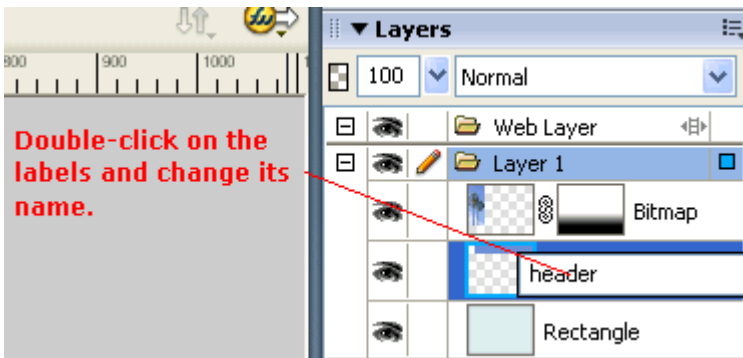 Layers
800 900 1000
100 Normal
Web Layer
Double-click on the
labels and change its
name.
Layer 1
Bitmap
header
Rectangle